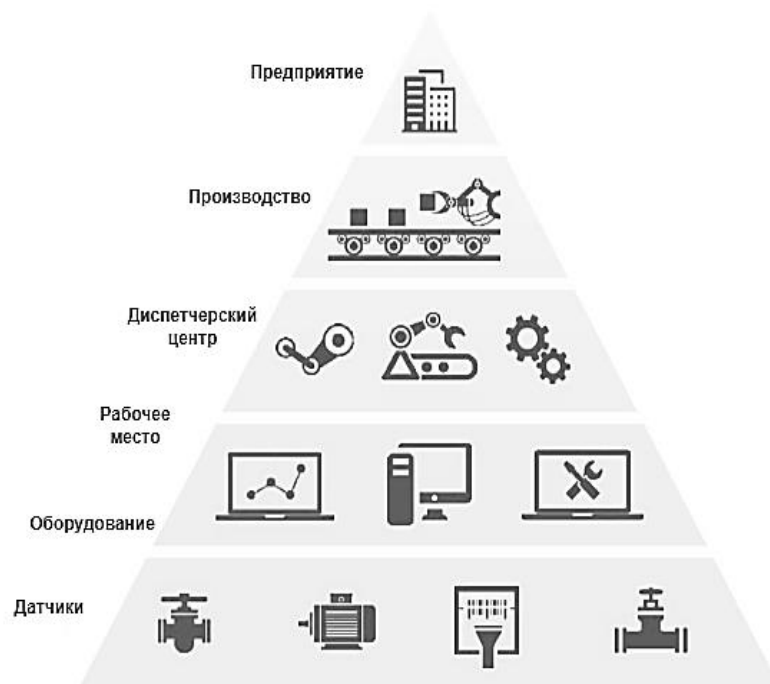 Предприятие
Производство
Диспетчерский
центр
Рабочее
место
Оборудование
Датчики